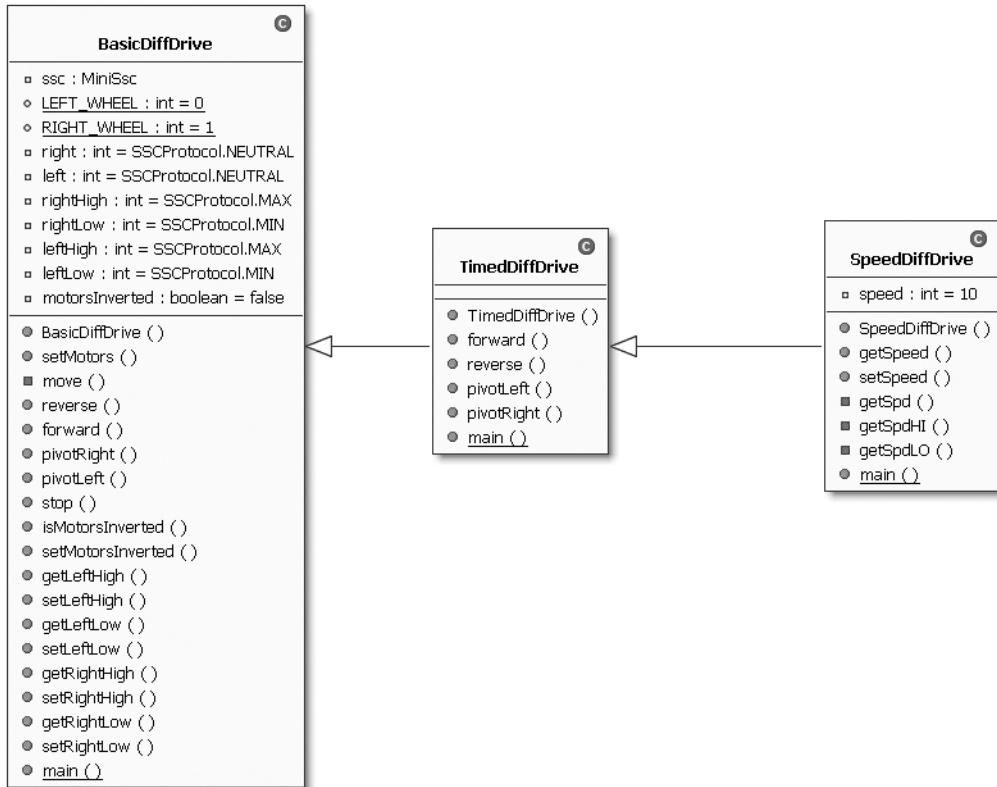 C
BasicDiffDrive
ssc : MiniSsc
LEFT_WHEEL : int = 0
RIGHT_WHEEL : int = 1
right : int = SSCProtocol.NEUTRAL
left : int = SSCProtocol.NEUTRAL
rightHigh : int = SSCProtocol.MAX
rightLow : int = SSCProtocol.MIN
leftHigh : int = SSCProtocol.MAX
leftLow : int = SSCProtocol.MIN
motorsInverted : boolean = false
BasicDiffDrive ( )
setMotors ( )
move ( )
reverse ( )
forward ( )
pivotRight ( )
pivotLeft ( )
stop ( )
isMotorsInverted ( )
setMotorsInverted ( )
getLeftHigh ( )
setLeftHigh ( )
getLeftLow ( )
setLeftLow ( )
getRightHigh ( )
setRightHigh ( )
getRightLow ( )
setRightLow ( )
main ( )
C
TimedDiffDrive
TimedDiffDrive ( )
forward ( )
reverse ( )
pivotLeft ( )
pivotRight ( )
main ( )
C
SpeedDiffDrive
speed : int = 10
SpeedDiffDrive ( )
getSpeed ( )
setSpeed ( )
getSpd ( )
getSpdHI ( )
getSpdLO ( )
main ( )